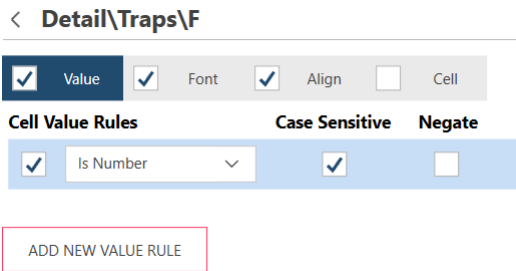 Detail\Traps\F
Value Font Align Cell
Cell Value Rules Case Sensitive Negate
Is Number
ADD NEW VALUE RULE